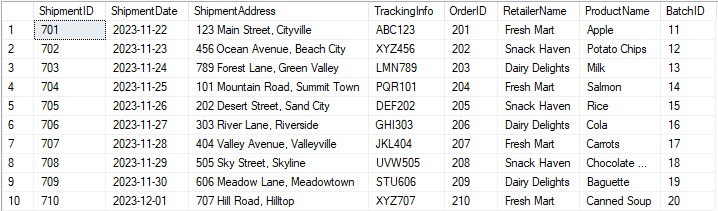 ShipmentID ShipmentDate ShipmentAddress TrackingInfo OrderID RetailerName ProductName BatchID
1 701 2023-11-22 123 Main Street, Cityville ABC123 201 Fresh Mart Apple 11
2 702 2023-11-23 456 Ocean Avenue, Beach City XYZ456 202 Snack Haven Potato Chips 12
3 703 2023-11-24 789 Forest Lane, Green Valley LMN789 203 Dairy Delights Milk 13
4 704 2023-11-25 101 Mountain Road, Summit Town PQR101 204 Fresh Mart Salmon 14
5 705 2023-11-26 202 Desert Street, Sand City DEF202 205 Snack Haven Rice 15
6 706 2023-11-27 303 River Lane, Riverside GHI303 206 Dairy Delights Cola 16
7 707 2023-11-28 404 Valley Avenue, Valleyville JKL404 207 Fresh Mart Carrots 17
8 708 2023-11-29 505 Sky Street, Skyline UVW505 208 Snack Haven Chocolate ... 18
9 709 2023-11-30 606 Meadow Lane, Meadowtown STU606 209 Dairy Delights Baguette 19
10 710 2023-12-01 707 Hill Road, Hilltop XYZ707 210 Fresh Mart Canned Soup 20